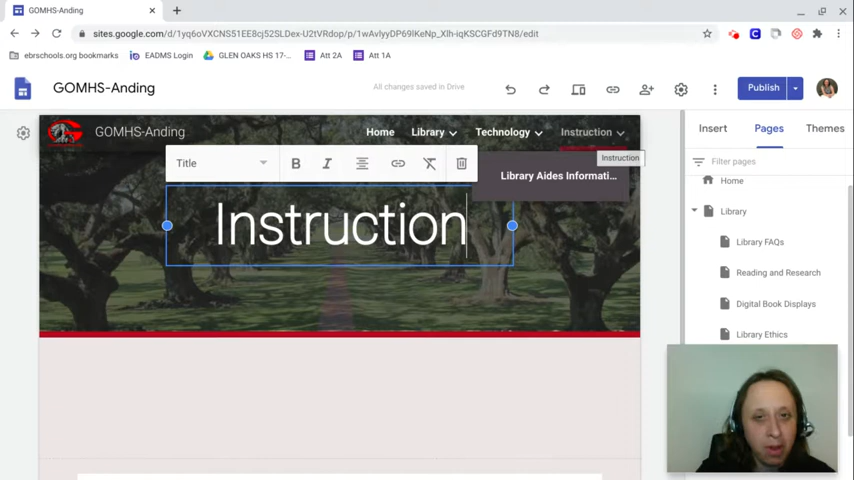 GOMHS-Anding
sites.google.com/d/1yq6oVXCNS51EE8cj52SLDex-U2tVRdop/p/1wAvlyyDP69lKeNp_Xlh-iqKSCGFd9TN8/edit
ebrschools.org bookmarks
EADMS Login
GLEN OAKS HS 17-...
Att 2A
Att 1A
GOMHS-Anding
All changes saved in Drive
Publish
GOMHS-Anding
Home
Library
Technology
Instruction
Insert
Pages
Themes
Instruction
Title
B
I
Library Aides Informati...
Filter pages
Home
Instruction
Library
Library FAQs
Reading and Research
Digital Book Displays
Library Ethics